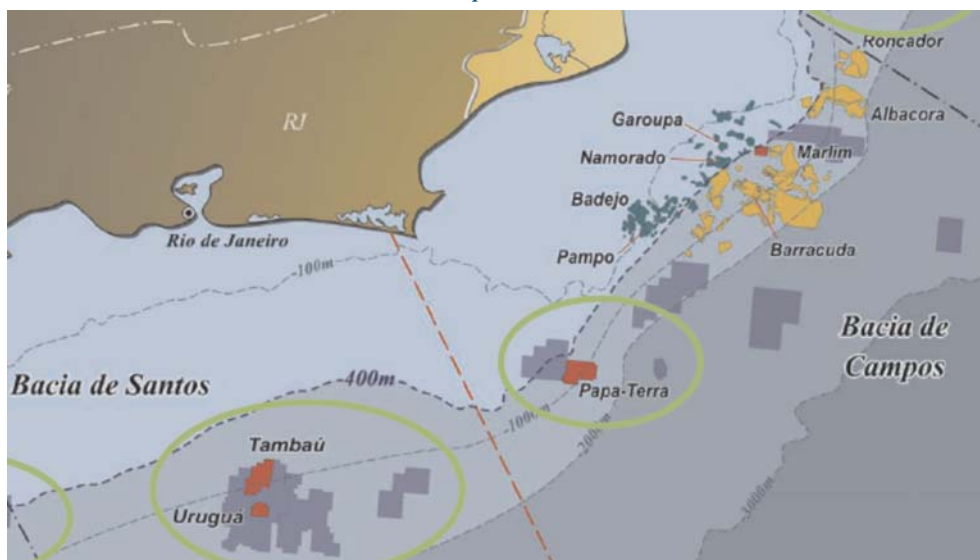 Roncador
RJ
Garoupa
Albacora
Namorado
Marlim
Badejo
Rio de Janeiro
Pampo
Barracuda
100m
Bacia de
Campos
Bacia de Santos
400m
Papa-Terra
1000m
2000m
Tambaú
3000m
Uruguá